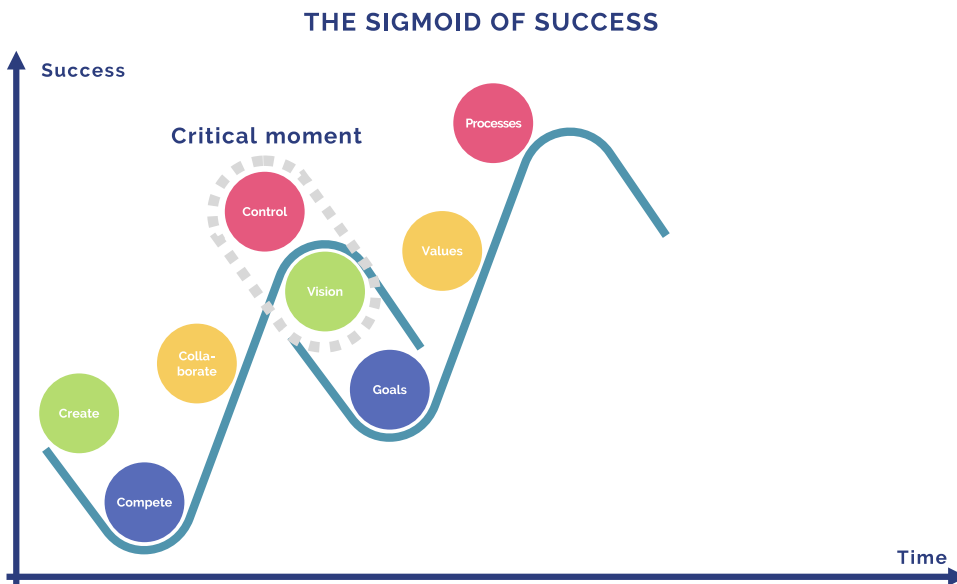 THE SIGMOID OF SUCCESS
Success
Processes
Critical moment
Control
Values
Vision
Colla-
borate
Goals
Create
Compete
Time